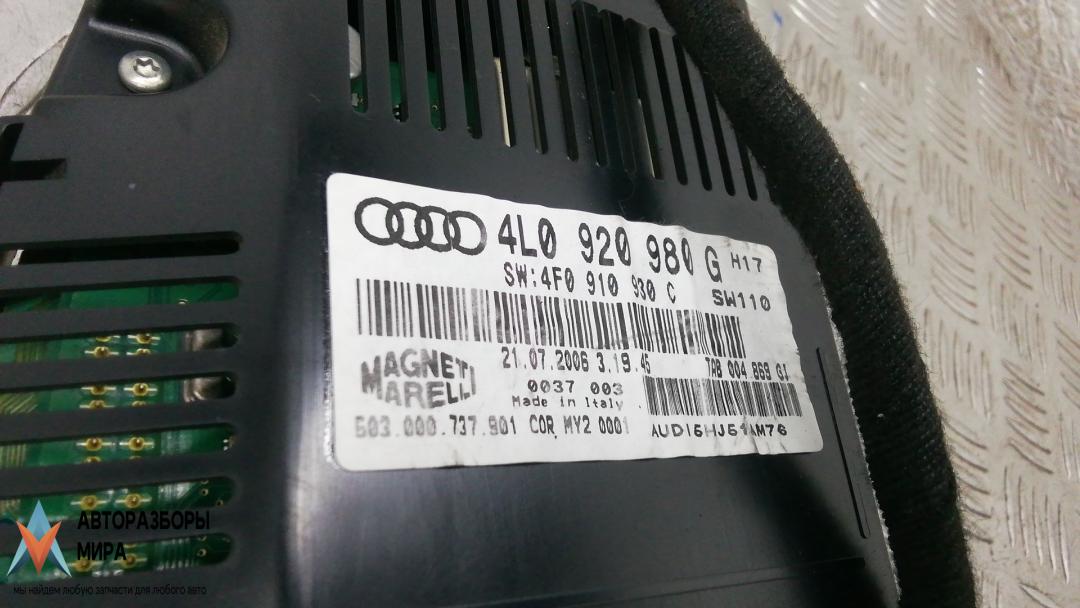 4L0 920 980 G H17
SW:4F0 910 930 C SW110
MAGNETI MARELLI
21.07.2006 3.19.45
7AB 004 869 GI
0037 003
Made in Italy
503.000.737.901 COR. MY2 0001
AUDI5HJ51AM76
АВТОРАЗБОРЫ
МИРА
мы найдем любую запчасти для любого авто